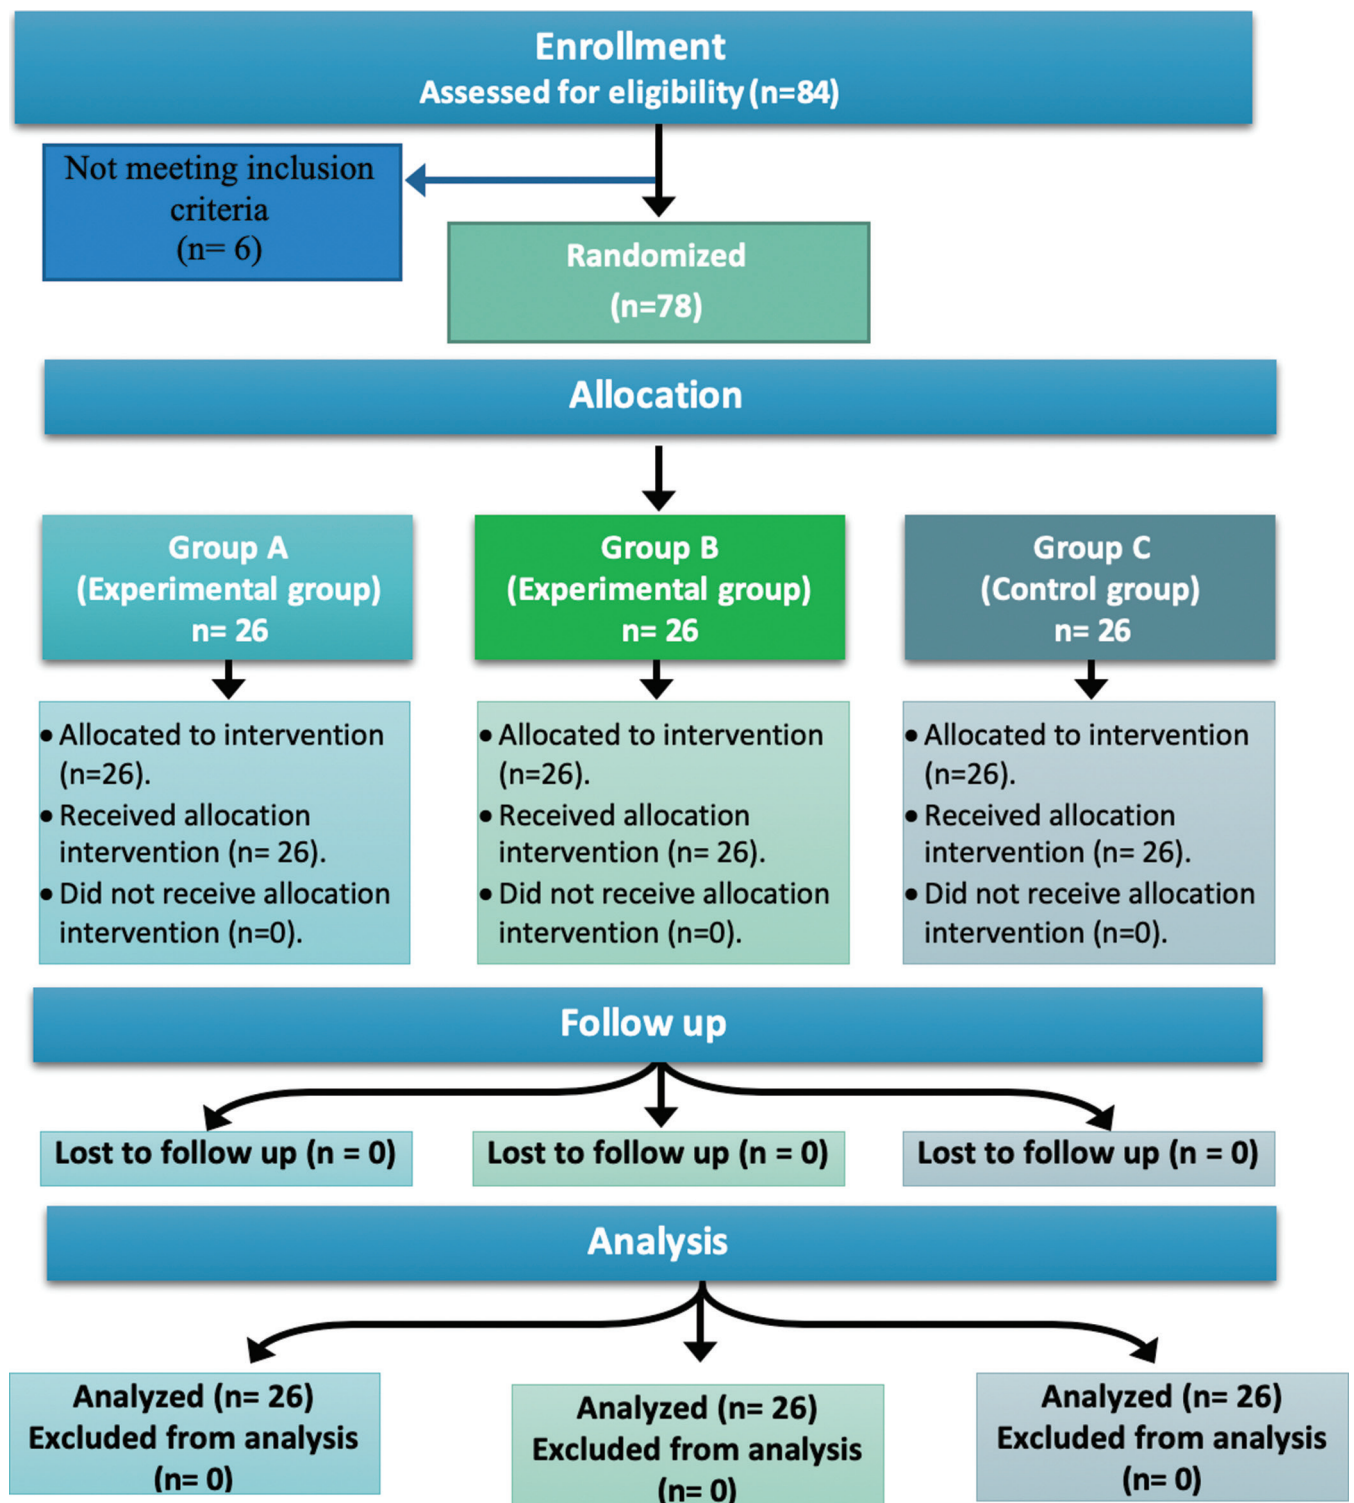 Enrollment
Assessed for eligibility (n=84)
Not meeting inclusion
criteria
(n= 6)
Randomized
(n=78)
Allocation
Group A
(Experimental group)
n= 26
Group B
(Experimental group)
n= 26
Group C
(Control group)
n= 26
• Allocated to intervention
(n=26).
• Received allocation
intervention (n= 26).
• Did not receive allocation
intervention (n=0).
• Allocated to intervention
(n=26).
• Received allocation
intervention (n= 26).
• Did not receive allocation
intervention (n=0).
• Allocated to intervention
(n=26).
• Received allocation
intervention (n= 26).
• Did not receive allocation
intervention (n=0).
Follow up
Lost to follow up (n = 0)
Lost to follow up (n = 0)
Lost to follow up (n = 0)
Analysis
Analyzed (n= 26)
Excluded from analysis
(n= 0)
Analyzed (n= 26)
Excluded from analysis
(n= 0)
Analyzed (n= 26)
Excluded from analysis
(n= 0)